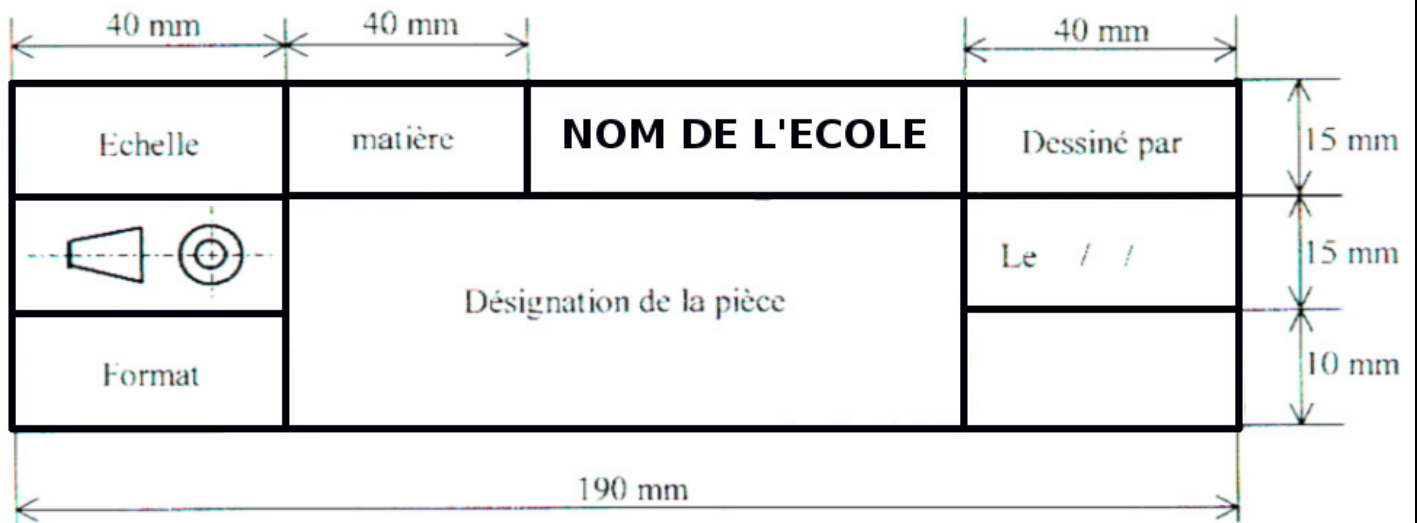 40 mm
40 mm
40 mm
Echelle
matière
NOM DE L'ECOLE
Dessiné par
15 mm
Le / /
15 mm
Désignation de la pièce
Format
10 mm
190 mm